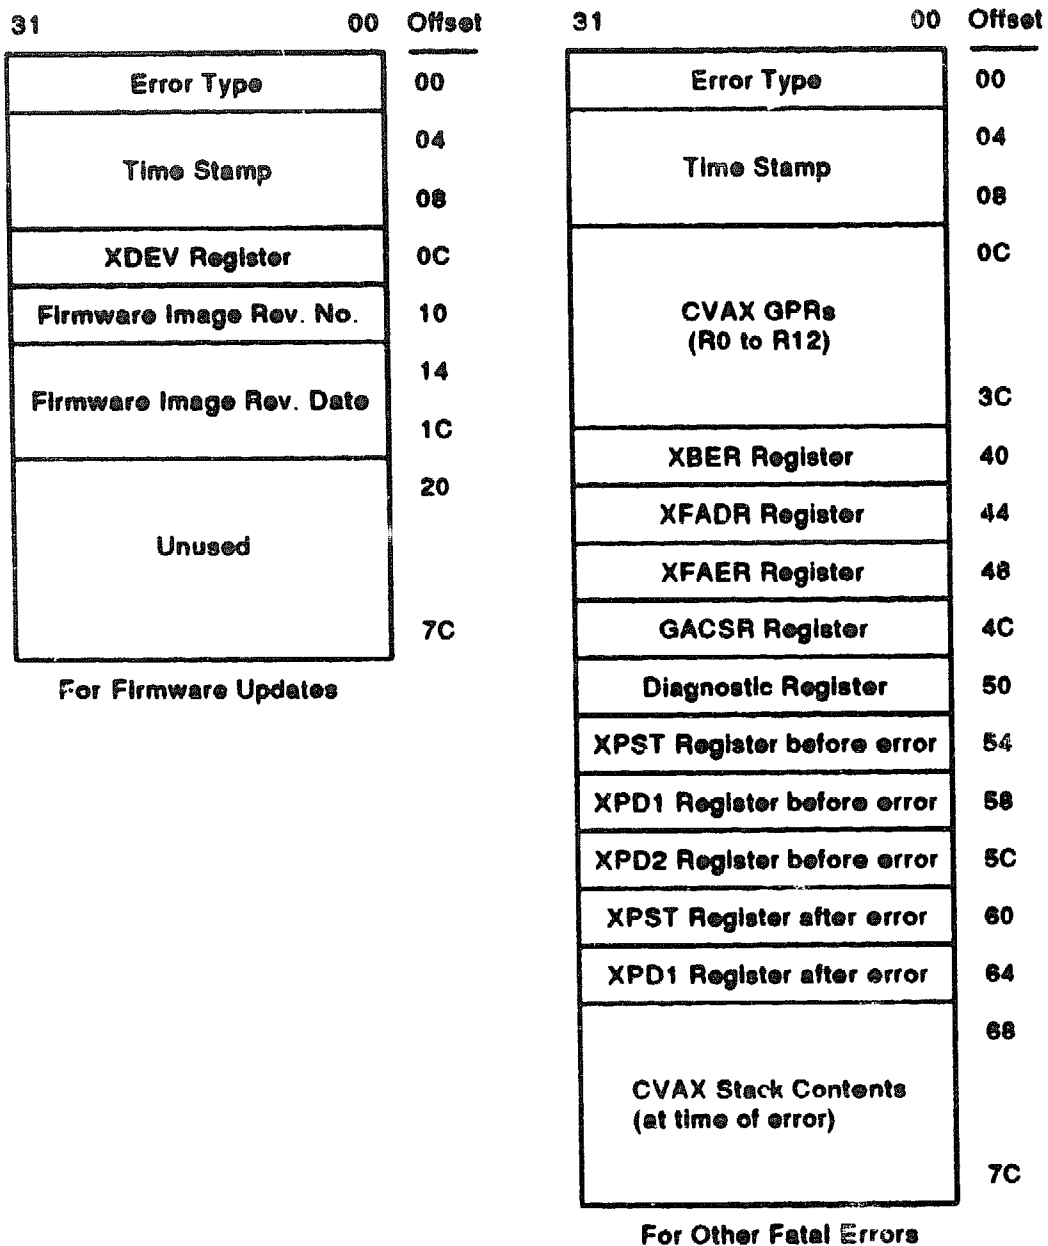 31 00 Offset
Error Type 00
04
Time Stamp
08
XDEV Register 0C
Firmware Image Rev. No. 10
14
Firmware Image Rev. Date
1C
20
Unused
7C
For Firmware Updates
31 00 Offset
Error Type 00
04
Time Stamp
08
0C
CVAX GPRs
(R0 to R12)
3C
XBER Register 40
XFADR Register 44
XFAER Register 48
GACSR Register 4C
Diagnostic Register 50
XPST Register before error 54
XPD1 Register before error 58
XPD2 Register before error 5C
XPST Register after error 60
XPD1 Register after error 64
68
CVAX Stack Contents
(at time of error)
7C
For Other Fatal Errors